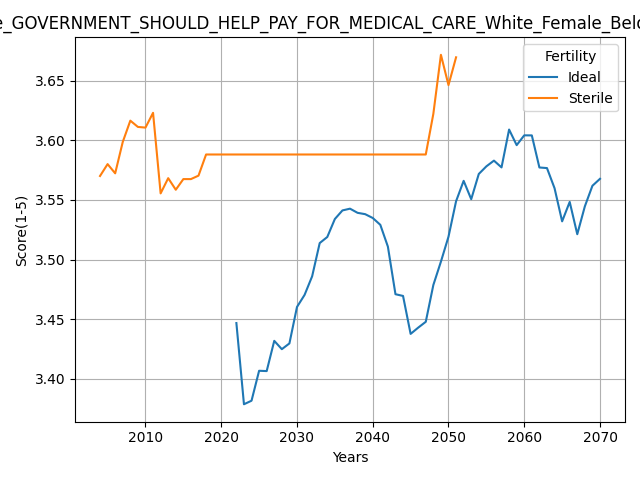 e_GOVERNMENT_SHOULD_HELP_PAY_FOR_MEDICAL_CARE_White_Female_Belo
Fertility
Ideal
Sterile
Score(1-5)
3.65
3.60
3.55
3.50
3.45
3.40
2010 2020 2030 2040 2050 2060 2070
Years